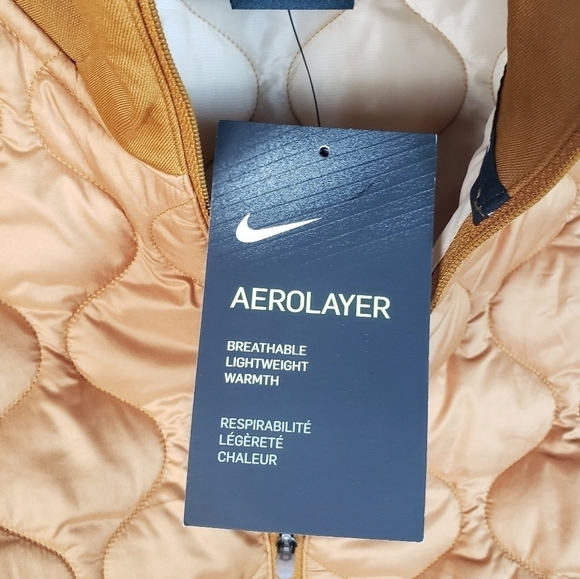 AEROLAYER
BREATHABLE
LIGHTWEIGHT
WARMTH
RESPIRABILITÉ
LÉGÈRETÉ
CHALEUR